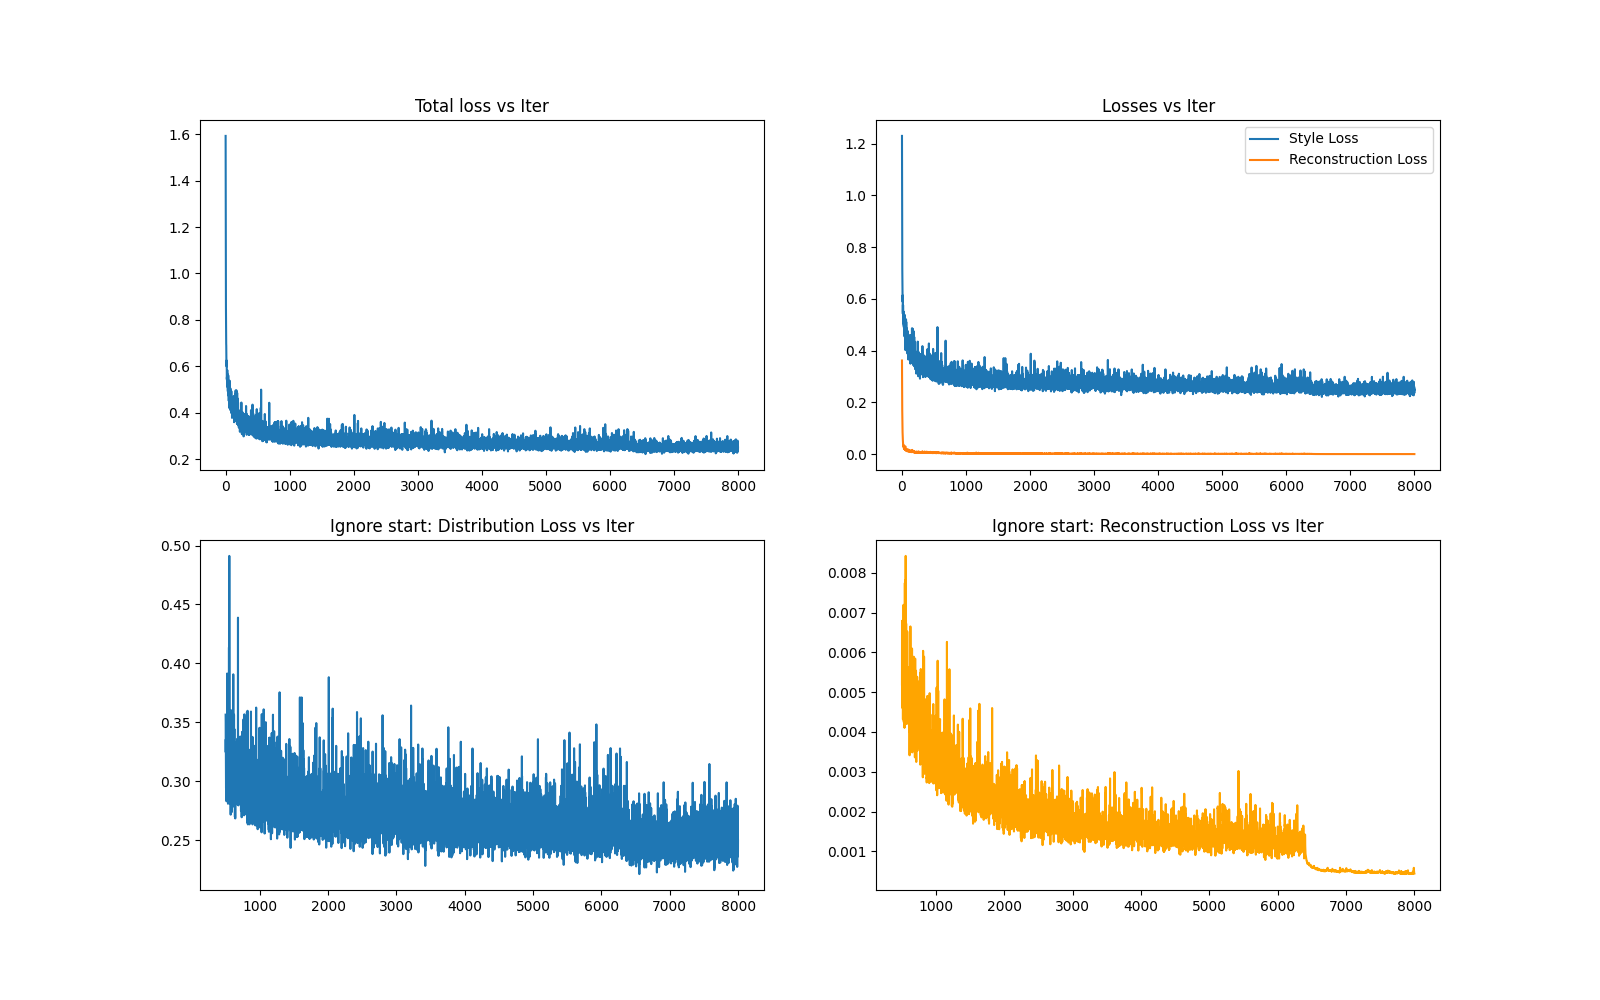 Total loss vs Iter
1.6
1.4
1.2
1.0
0.8
0.6
0.4
0.2
0 1000 2000 3000 4000 5000 6000 7000 8000
Losses vs Iter
Style Loss
Reconstruction Loss
1.2
1.0
0.8
0.6
0.4
0.2
0.0
0 1000 2000 3000 4000 5000 6000 7000 8000
Ignore start: Distribution Loss vs Iter
0.50
0.45
0.40
0.35
0.30
0.25
1000 2000 3000 4000 5000 6000 7000 8000
Ignore start: Reconstruction Loss vs Iter
0.008
0.007
0.006
0.005
0.004
0.003
0.002
0.001
1000 2000 3000 4000 5000 6000 7000 8000